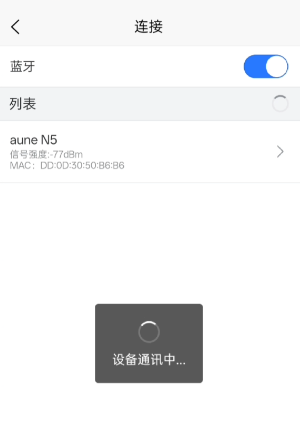 连接
蓝牙
列表
aune N5
信号强度:-77dBm
MAC：DD:0D:30:50:B6:B6
设备通讯中...